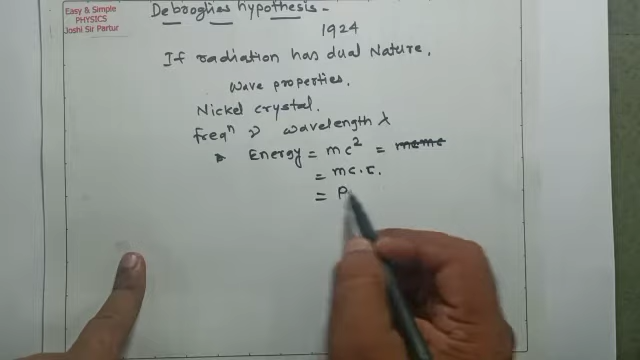 Easy & Simple
PHYSICS
Joshi Sir Partur
Debroglies hypothesis -
1924
If radiation has dual Nature.
Wave properties.
Nickel crystal.
freqⁿ ν wavelength λ
Energy = mc² =
= mc.c.
= P